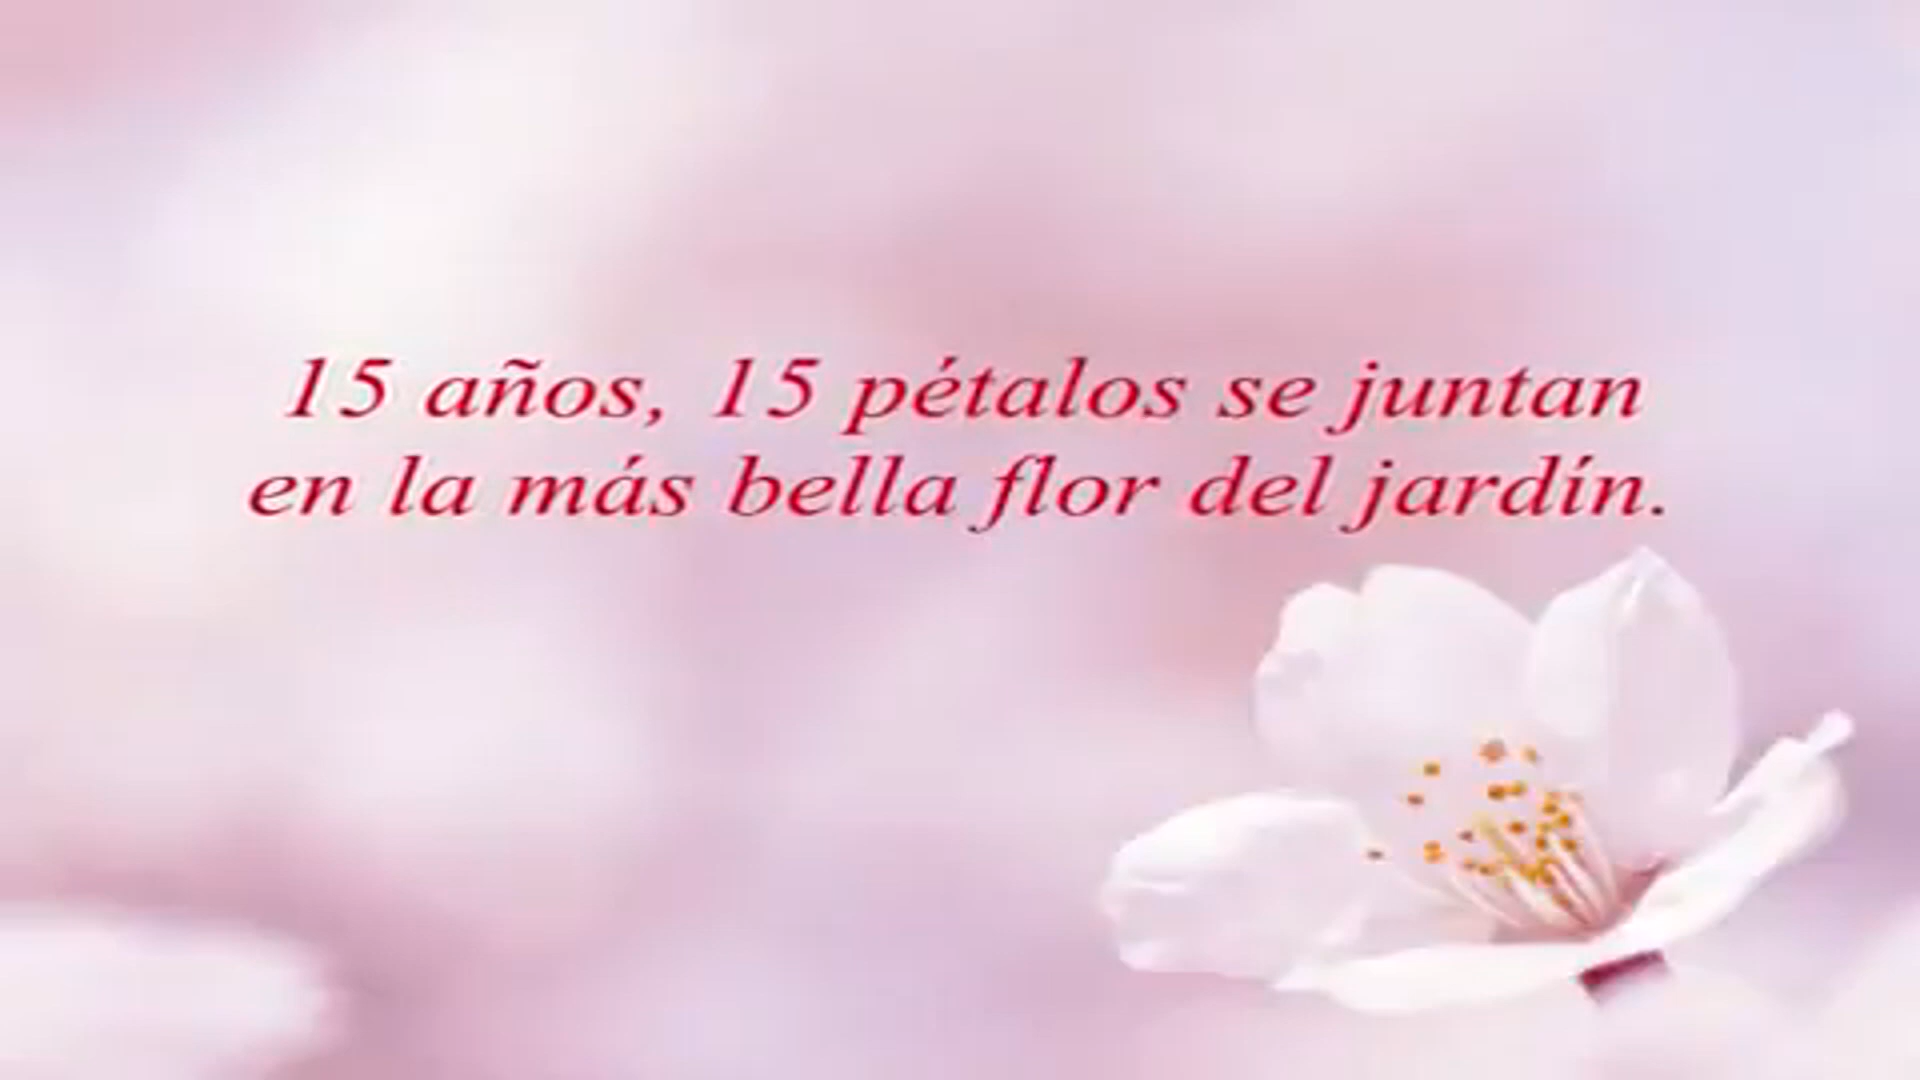 15 años, 15 pétalos se juntan
en la más bella flor del jardín.